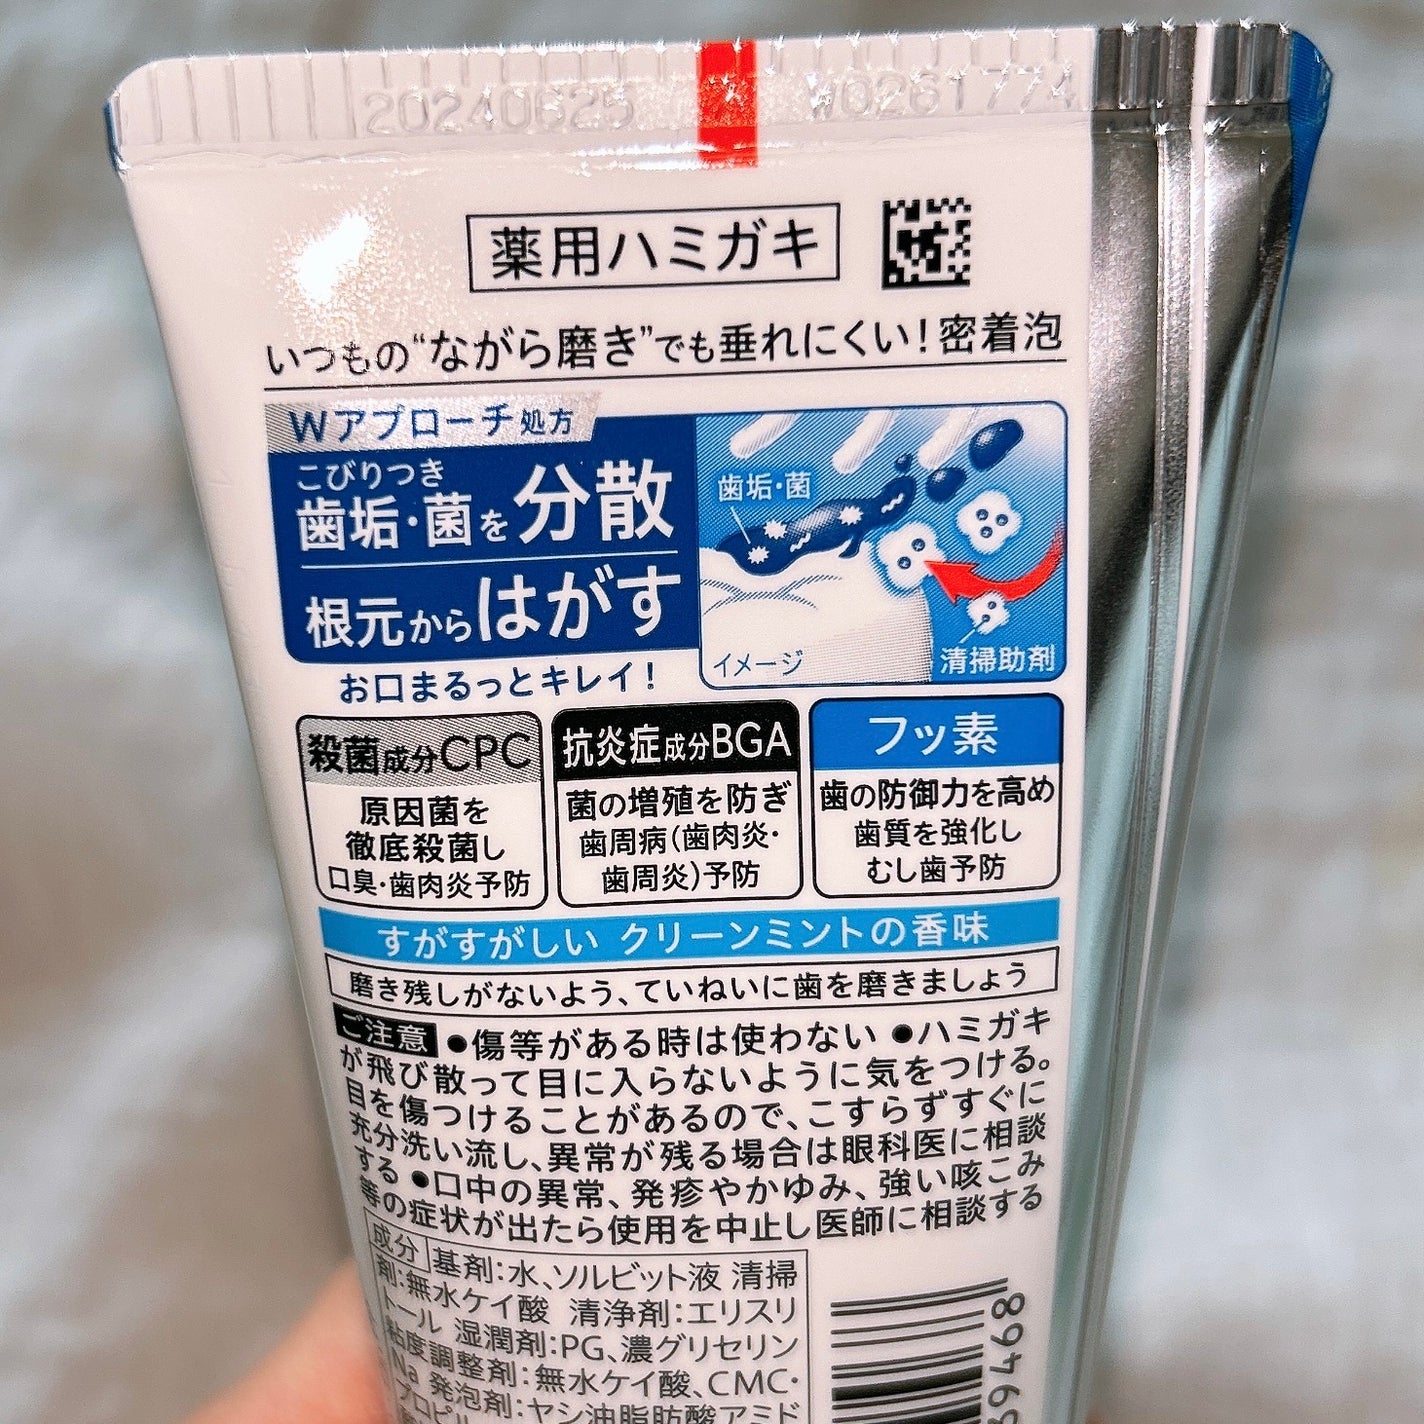 20240625 W0261774
薬用ハミガキ
いつもの“ながら磨き”でも垂れにくい！密着泡
Wアプローチ処方
こびりつき
歯垢・菌を分散
根元からはがす
歯垢・菌
イメージ
清掃助剤
お口まるっとキレイ！
殺菌成分CPC
原因菌を
徹底殺菌し
口臭・歯肉炎予防
抗炎症成分BGA
菌の増殖を防ぎ
歯周病(歯肉炎・
歯周炎)予防
フッ素
歯の防御力を高め
歯質を強化し
むし歯予防
すがすがしい クリーンミントの香味
磨き残しがないよう、ていねいに歯を磨きましょう
ご注意 ●傷等がある時は使わない ●ハミガキ
が飛び散って目に入らないように気をつける。
目を傷つけることがあるので、こすらずすぐに
充分洗い流し、異常が残る場合は眼科医に相談
する ●口中の異常、発疹やかゆみ、強い咳こみ
等の症状が出たら使用を中止し医師に相談する
成分 基剤：水、ソルビット液 清掃
剤：無水ケイ酸 清浄剤：エリスリ
トール 湿潤剤：PG、濃グリセリン
粘度調整剤：無水ケイ酸、CMC・
Na 発泡剤：ヤシ油脂肪酸アミド
プロピル